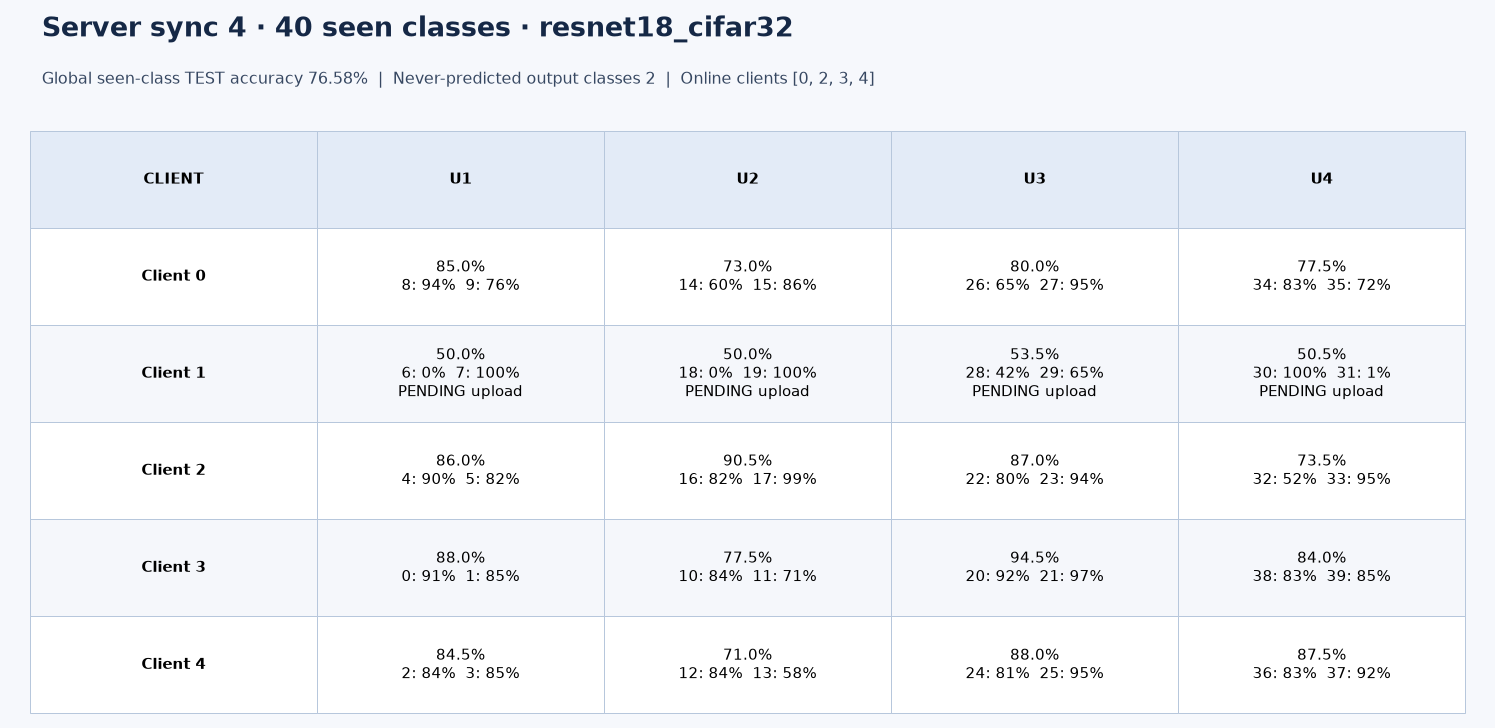 Server sync 4 · 40 seen classes · resnet18_cifar32
Global seen-class TEST accuracy 76.58% | Never-predicted output classes 2 | Online clients [0, 2, 3, 4]
CLIENT U1 U2 U3 U4
Client 0
85.0%
8: 94% 9: 76%
73.0%
14: 60% 15: 86%
80.0%
26: 65% 27: 95%
77.5%
34: 83% 35: 72%
Client 1
50.0%
6: 0% 7: 100%
PENDING upload
50.0%
18: 0% 19: 100%
PENDING upload
53.5%
28: 42% 29: 65%
PENDING upload
50.5%
30: 100% 31: 1%
PENDING upload
Client 2
86.0%
4: 90% 5: 82%
90.5%
16: 82% 17: 99%
87.0%
22: 80% 23: 94%
73.5%
32: 52% 33: 95%
Client 3
88.0%
0: 91% 1: 85%
77.5%
10: 84% 11: 71%
94.5%
20: 92% 21: 97%
84.0%
38: 83% 39: 85%
Client 4
84.5%
2: 84% 3: 85%
71.0%
12: 84% 13: 58%
88.0%
24: 81% 25: 95%
87.5%
36: 83% 37: 92%